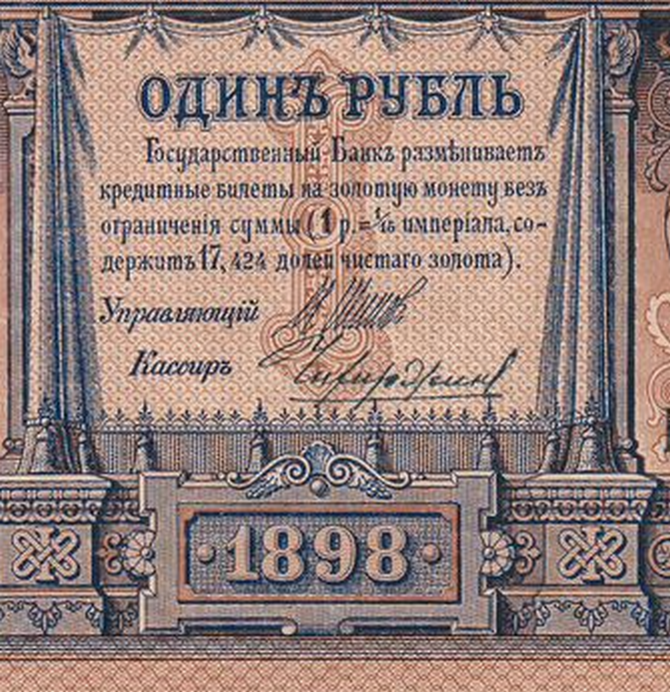 ОДИНЪ РУБЛЬ
Государственный Банкъ размѣниваетъ
кредитные билеты на золотую монету безъ
ограниченія суммы (1 р.=1/15 имперіала, со-
держитъ 17,424 долей чистаго золота).
Управляющій
Кассиръ
1898